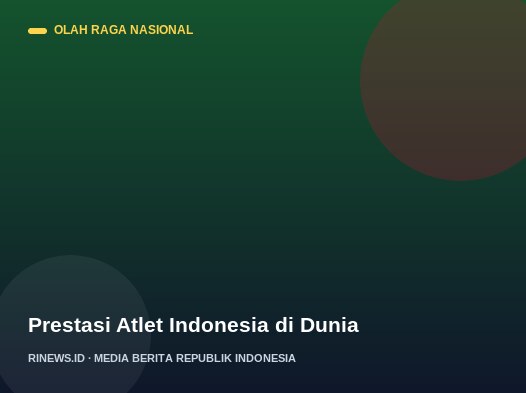 OLAH RAGA NASIONAL
Prestasi Atlet Indonesia di Dunia
RINEWS.ID · MEDIA BERITA REPUBLIK INDONESIA